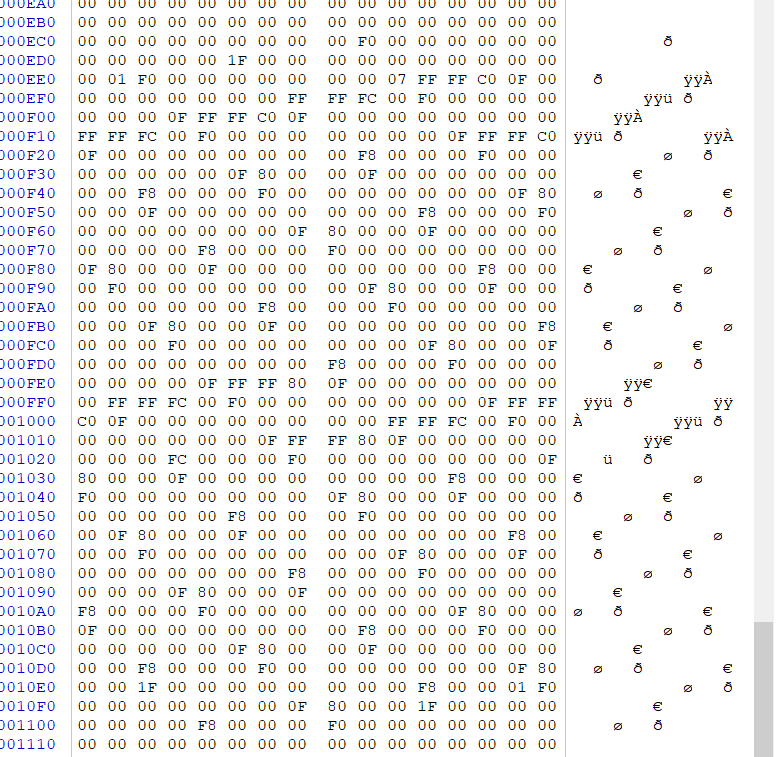 000EA0 00 00 00 00 00 00 00 00 00 00 00 00 00 00 00 00
000EB0 00 00 00 00 00 00 00 00 00 00 00 00 00 00 00 00
000EC0 00 00 00 00 00 00 00 00 00 F0 00 00 00 00 00 00 ð
000ED0 00 00 00 00 00 1F 00 00 00 00 00 00 00 00 00 00
000EE0 00 01 F0 00 00 00 00 00 00 00 07 FF FF C0 0F 00 ð ÿÿÀ
000EF0 00 00 00 00 00 00 00 FF FF FC 00 F0 00 00 00 00 ÿÿü ð
000F00 00 00 00 0F FF FF C0 0F 00 00 00 00 00 00 00 00 ÿÿÀ
000F10 FF FF FC 00 F0 00 00 00 00 00 00 00 0F FF FF C0 ÿÿü ð ÿÿÀ
000F20 0F 00 00 00 00 00 00 00 00 F8 00 00 00 F0 00 00 ø ð
000F30 00 00 00 00 00 0F 80 00 00 0F 00 00 00 00 00 00 €
000F40 00 00 F8 00 00 00 F0 00 00 00 00 00 00 00 0F 80 ø ð €
000F50 00 00 0F 00 00 00 00 00 00 00 00 F8 00 00 00 F0 ø ð
000F60 00 00 00 00 00 00 00 0F 80 00 00 0F 00 00 00 00 €
000F70 00 00 00 00 F8 00 00 00 F0 00 00 00 00 00 00 00 ø ð
000F80 0F 80 00 00 0F 00 00 00 00 00 00 00 00 F8 00 00 € ø
000F90 00 F0 00 00 00 00 00 00 00 0F 80 00 00 0F 00 00 ð €
000FA0 00 00 00 00 00 00 F8 00 00 00 F0 00 00 00 00 00 ø ð
000FB0 00 00 0F 80 00 00 0F 00 00 00 00 00 00 00 00 F8 € ø
000FC0 00 00 00 F0 00 00 00 00 00 00 00 0F 80 00 00 0F ð €
000FD0 00 00 00 00 00 00 00 00 F8 00 00 00 F0 00 00 00 ø ð
000FE0 00 00 00 00 0F FF FF 80 0F 00 00 00 00 00 00 00 ÿÿ€
000FF0 00 FF FF FC 00 F0 00 00 00 00 00 00 00 0F FF FF ÿÿü ð ÿÿ
001000 C0 0F 00 00 00 00 00 00 00 00 FF FF FC 00 F0 00 À ÿÿü ð
001010 00 00 00 00 00 00 0F FF FF 80 0F 00 00 00 00 00 ÿÿ€
001020 00 00 00 FC 00 00 00 F0 00 00 00 00 00 00 00 0F ü ð
001030 80 00 00 0F 00 00 00 00 00 00 00 00 F8 00 00 00 € ø
001040 F0 00 00 00 00 00 00 00 0F 80 00 00 0F 00 00 00 ð €
001050 00 00 00 00 00 F8 00 00 00 F0 00 00 00 00 00 00 ø ð
001060 00 0F 80 00 00 0F 00 00 00 00 00 00 00 00 F8 00 € ø
001070 00 00 F0 00 00 00 00 00 00 00 0F 80 00 00 0F 00 ð €
001080 00 00 00 00 00 00 00 F8 00 00 00 F0 00 00 00 00 ø ð
001090 00 00 00 0F 80 00 00 0F 00 00 00 00 00 00 00 00 €
0010A0 F8 00 00 00 F0 00 00 00 00 00 00 00 0F 80 00 00 ø ð €
0010B0 0F 00 00 00 00 00 00 00 00 F8 00 00 00 F0 00 00 ø ð
0010C0 00 00 00 00 00 0F 80 00 00 0F 00 00 00 00 00 00 €
0010D0 00 00 F8 00 00 00 F0 00 00 00 00 00 00 00 0F 80 ø ð €
0010E0 00 00 1F 00 00 00 00 00 00 00 00 F8 00 00 01 F0 ø ð
0010F0 00 00 00 00 00 00 00 0F 80 00 00 1F 00 00 00 00 €
001100 00 00 00 00 F8 00 00 00 F0 00 00 00 00 00 00 00 ø ð
001110 00 00 00 00 00 00 00 00 00 00 00 00 00 00 00 00